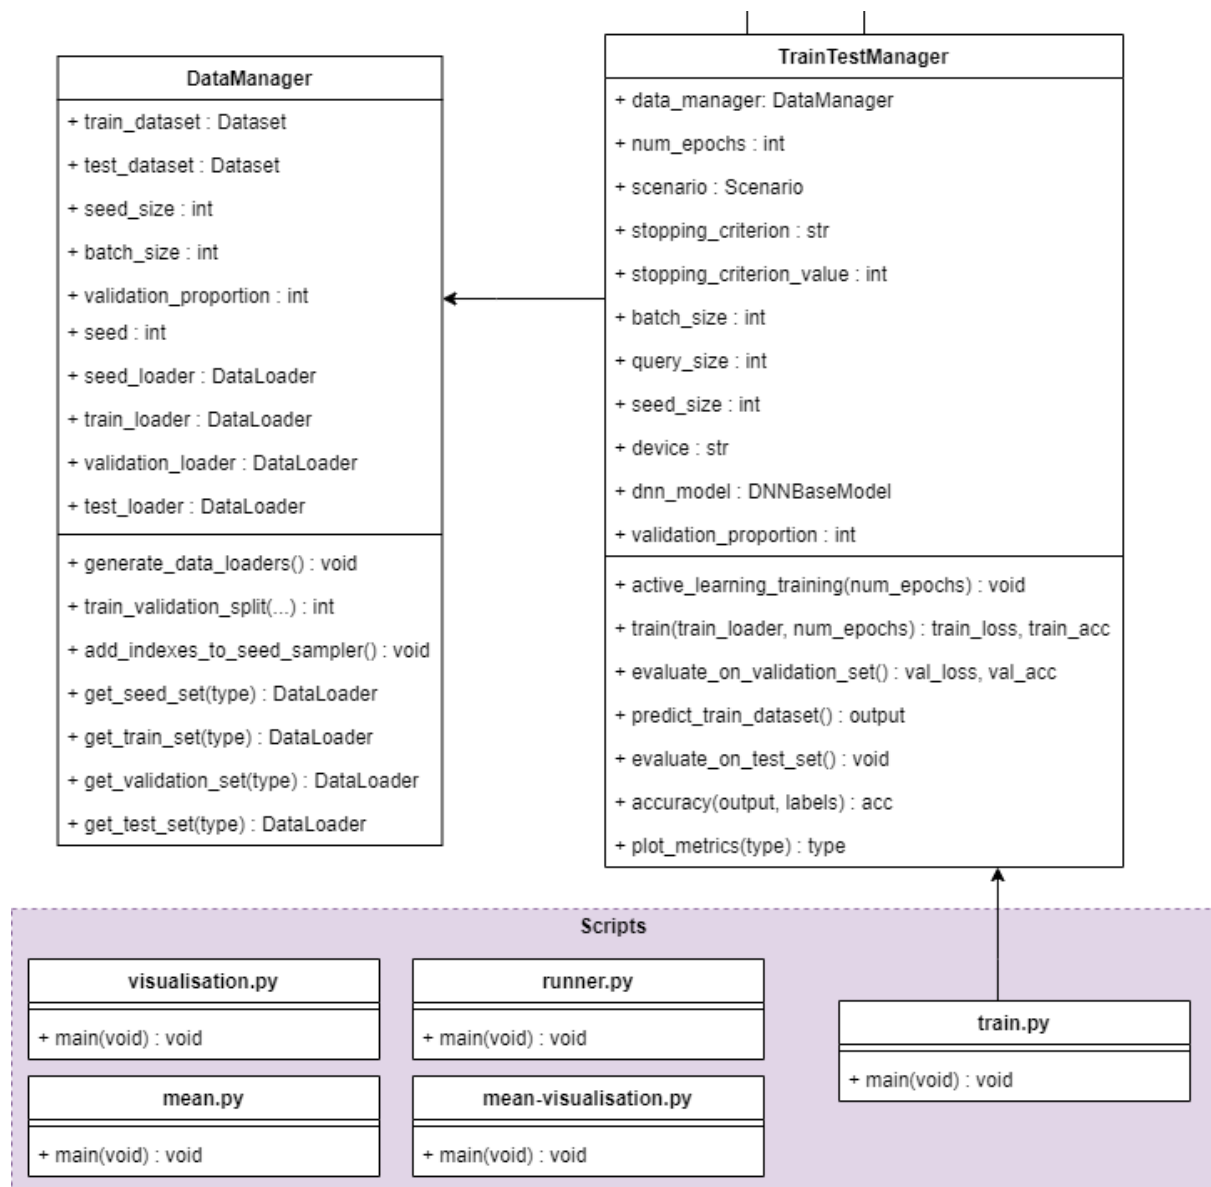 DataManager
+ train_dataset : Dataset
+ test_dataset : Dataset
+ seed_size : int
+ batch_size : int
+ validation_proportion : int
+ seed : int
+ seed_loader : DataLoader
+ train_loader : DataLoader
+ validation_loader : DataLoader
+ test_loader : DataLoader
+ generate_data_loaders() : void
+ train_validation_split(...) : int
+ add_indexes_to_seed_sampler() : void
+ get_seed_set(type) : DataLoader
+ get_train_set(type) : DataLoader
+ get_validation_set(type) : DataLoader
+ get_test_set(type) : DataLoader
TrainTestManager
+ data_manager: DataManager
+ num_epochs : int
+ scenario : Scenario
+ stopping_criterion : str
+ stopping_criterion_value : int
+ batch_size : int
+ query_size : int
+ seed_size : int
+ device : str
+ dnn_model : DNNBaseModel
+ validation_proportion : int
+ active_learning_training(num_epochs) : void
+ train(train_loader, num_epochs) : train_loss, train_acc
+ evaluate_on_validation_set() : val_loss, val_acc
+ predict_train_dataset() : output
+ evaluate_on_test_set() : void
+ accuracy(output, labels) : acc
+ plot_metrics(type) : type
Scripts
visualisation.py
+ main(void) : void
runner.py
+ main(void) : void
train.py
+ main(void) : void
mean.py
+ main(void) : void
mean-visualisation.py
+ main(void) : void